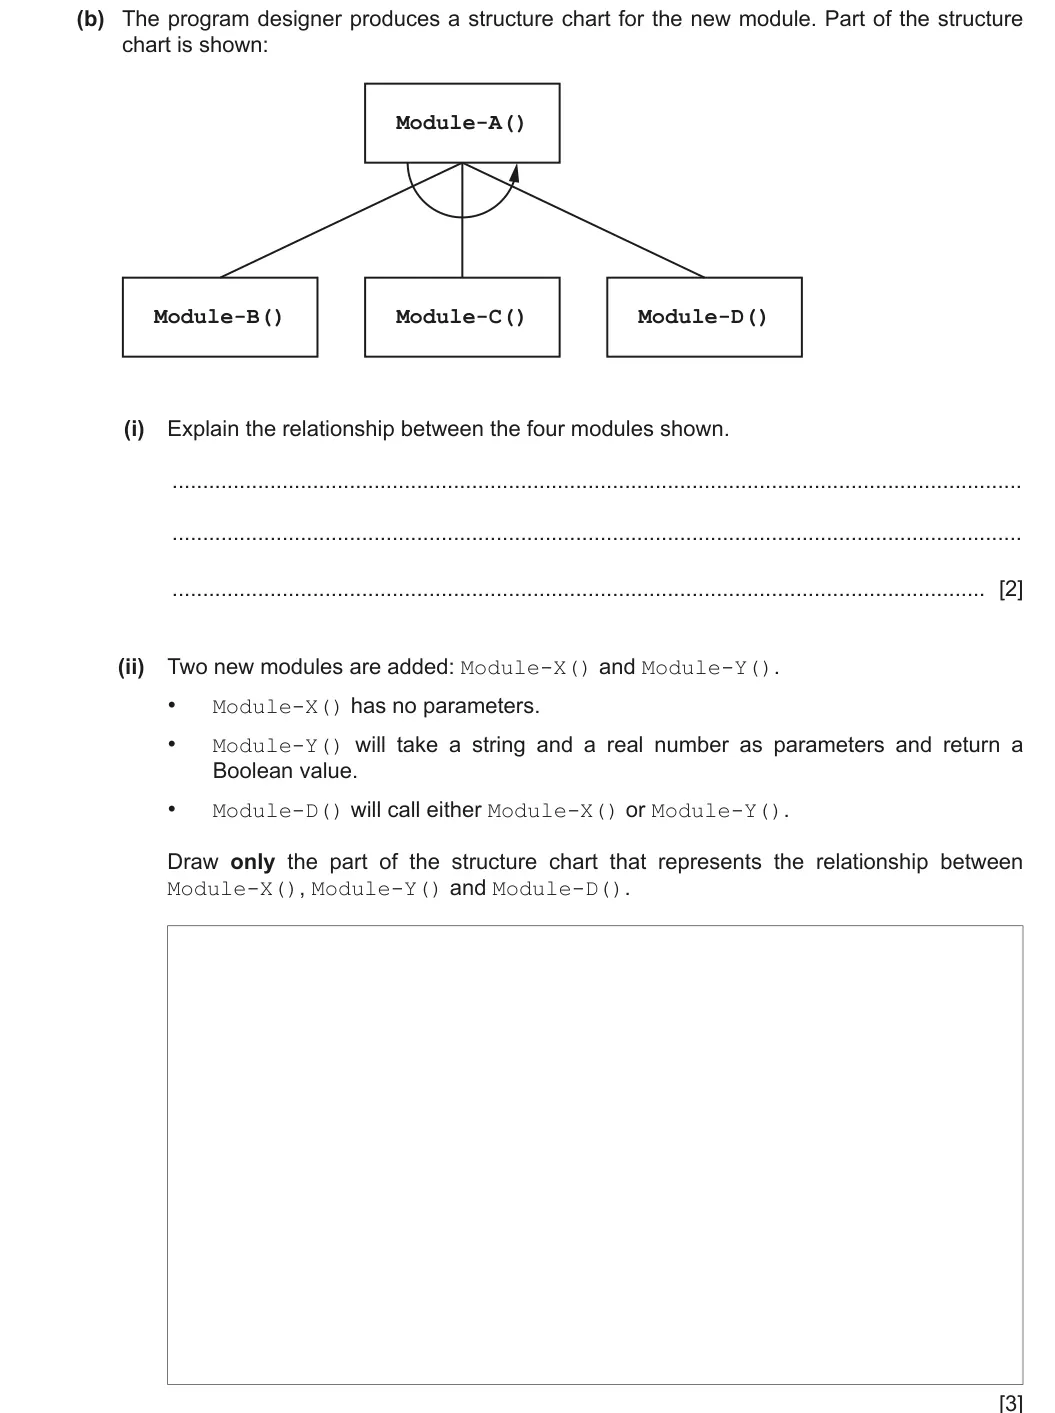 (b) The program designer produces a structure chart for the new module. Part of the structure
chart is shown:
Module-A()
Module-B() Module-C() Module-D()
(i) Explain the relationship between the four modules shown.
..........................................................................................................................................
..........................................................................................................................................
.................................................................................................................................... [2]
(ii) Two new modules are added: Module-X() and Module-Y().
• Module-X() has no parameters.
• Module-Y() will take a string and a real number as parameters and return a
Boolean value.
• Module-D() will call either Module-X() or Module-Y().
Draw only the part of the structure chart that represents the relationship between
Module-X(), Module-Y() and Module-D().
[3]